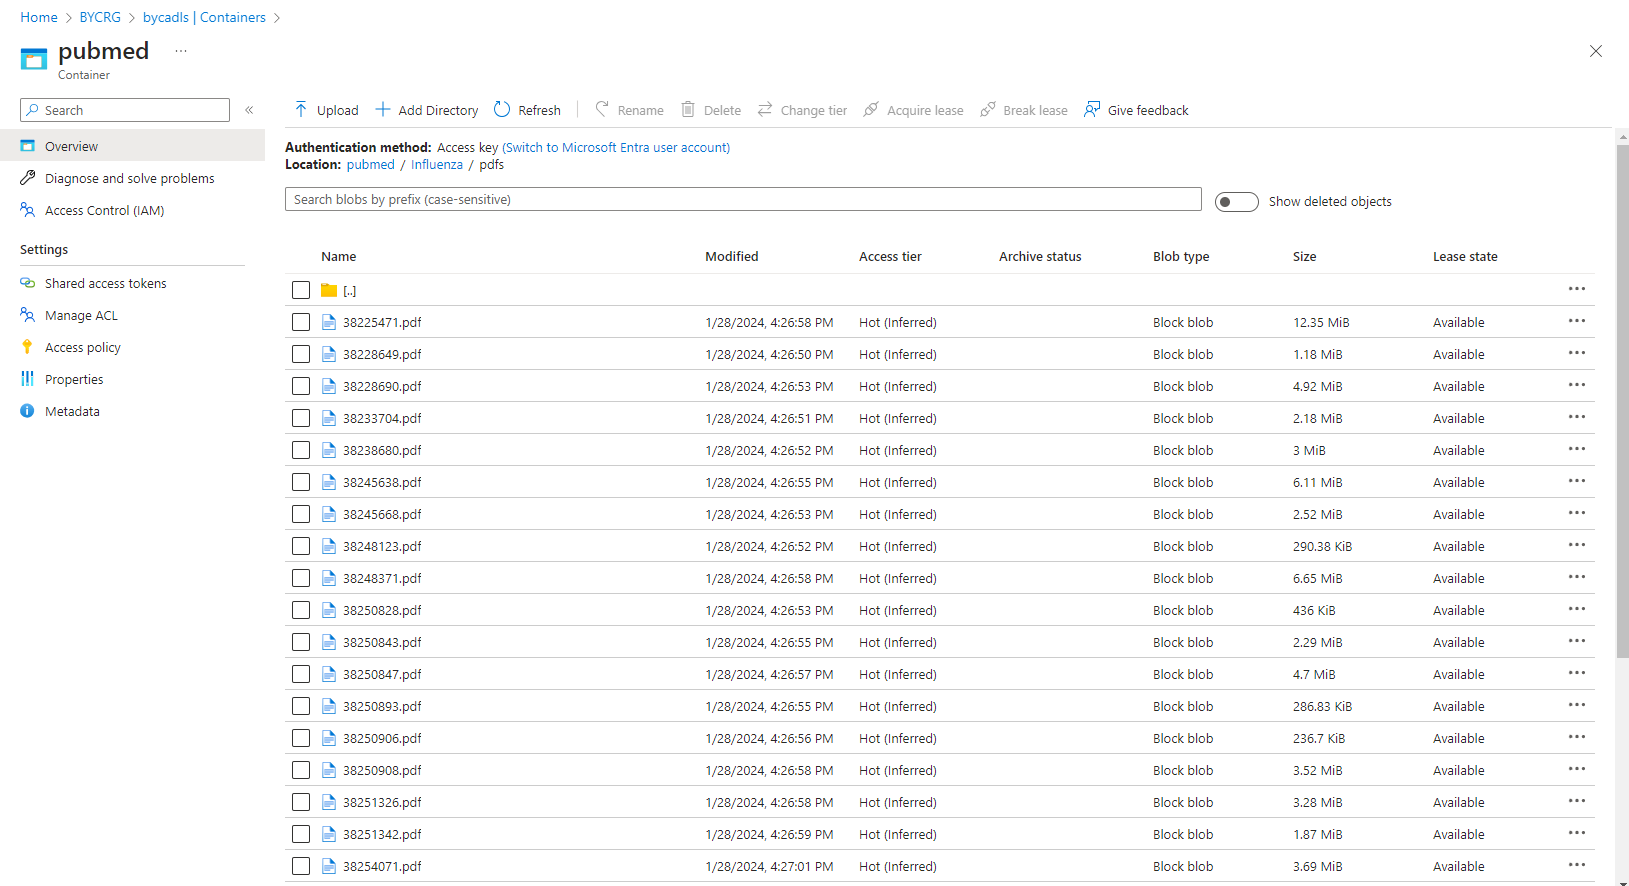 Home > BYCRG > bycadls | Containers >
pubmed ...
Container
Search «
Overview
Diagnose and solve problems
Access Control (IAM)
Settings
Shared access tokens
Manage ACL
Access policy
Properties
Metadata
Upload Add Directory Refresh Rename Delete Change tier Acquire lease Break lease Give feedback
Authentication method: Access key (Switch to Microsoft Entra user account)
Location: pubmed / Influenza / pdfs
Search blobs by prefix (case-sensitive) Show deleted objects
Name Modified Access tier Archive status Blob type Size Lease state
[..]
38225471.pdf 1/28/2024, 4:26:58 PM Hot (Inferred) Block blob 12.35 MiB Available
38228649.pdf 1/28/2024, 4:26:50 PM Hot (Inferred) Block blob 1.18 MiB Available
38228690.pdf 1/28/2024, 4:26:53 PM Hot (Inferred) Block blob 4.92 MiB Available
38233704.pdf 1/28/2024, 4:26:51 PM Hot (Inferred) Block blob 2.18 MiB Available
38238680.pdf 1/28/2024, 4:26:52 PM Hot (Inferred) Block blob 3 MiB Available
38245638.pdf 1/28/2024, 4:26:55 PM Hot (Inferred) Block blob 6.11 MiB Available
38245668.pdf 1/28/2024, 4:26:53 PM Hot (Inferred) Block blob 2.52 MiB Available
38248123.pdf 1/28/2024, 4:26:52 PM Hot (Inferred) Block blob 290.38 KiB Available
38248371.pdf 1/28/2024, 4:26:58 PM Hot (Inferred) Block blob 6.65 MiB Available
38250828.pdf 1/28/2024, 4:26:53 PM Hot (Inferred) Block blob 436 KiB Available
38250843.pdf 1/28/2024, 4:26:55 PM Hot (Inferred) Block blob 2.29 MiB Available
38250847.pdf 1/28/2024, 4:26:57 PM Hot (Inferred) Block blob 4.7 MiB Available
38250893.pdf 1/28/2024, 4:26:55 PM Hot (Inferred) Block blob 286.83 KiB Available
38250906.pdf 1/28/2024, 4:26:56 PM Hot (Inferred) Block blob 236.7 KiB Available
38250908.pdf 1/28/2024, 4:26:58 PM Hot (Inferred) Block blob 3.52 MiB Available
38251326.pdf 1/28/2024, 4:26:58 PM Hot (Inferred) Block blob 3.28 MiB Available
38251342.pdf 1/28/2024, 4:26:59 PM Hot (Inferred) Block blob 1.87 MiB Available
38254071.pdf 1/28/2024, 4:27:01 PM Hot (Inferred) Block blob 3.69 MiB Available